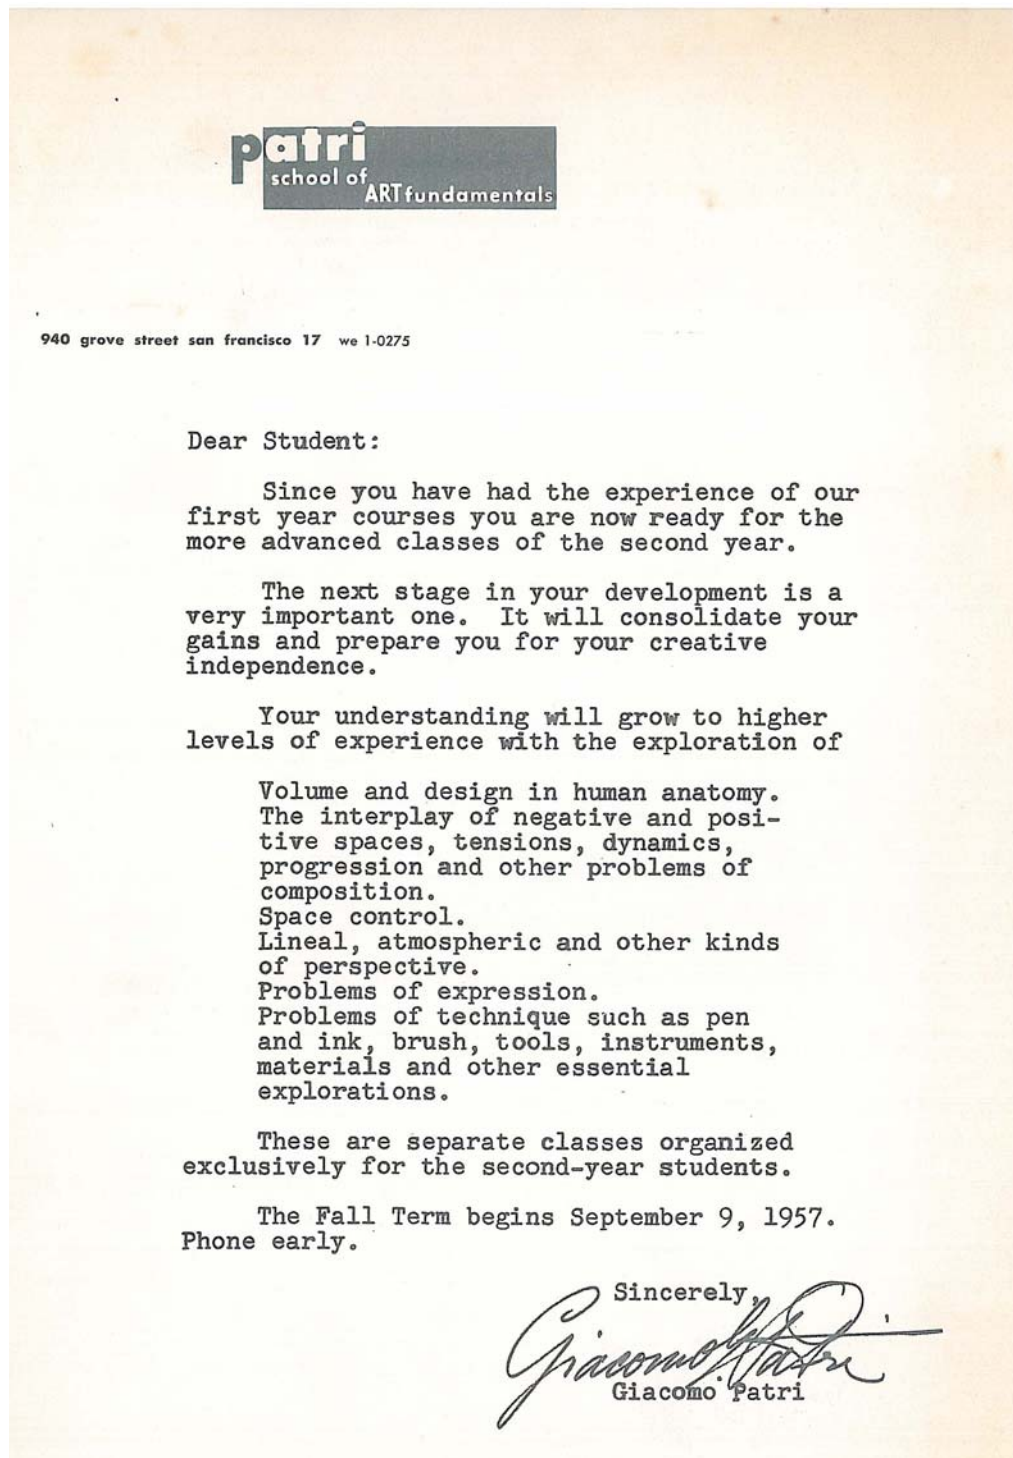 patri
school of
ART fundamentals
940 grove street san francisco 17 we 1-0275
Dear Student:
Since you have had the experience of our
first year courses you are now ready for the
more advanced classes of the second year.
The next stage in your development is a
very important one. It will consolidate your
gains and prepare you for your creative
independence.
Your understanding will grow to higher
levels of experience with the exploration of
Volume and design in human anatomy.
The interplay of negative and posi-
tive spaces, tensions, dynamics,
progression and other problems of
composition.
Space control.
Lineal, atmospheric and other kinds
of perspective.
Problems of expression.
Problems of technique such as pen
and ink, brush, tools, instruments,
materials and other essential
explorations.
These are separate classes organized
exclusively for the second-year students.
The Fall Term begins September 9, 1957.
Phone early.
Sincerely,
Giacomo Patri
Giacomo Patri